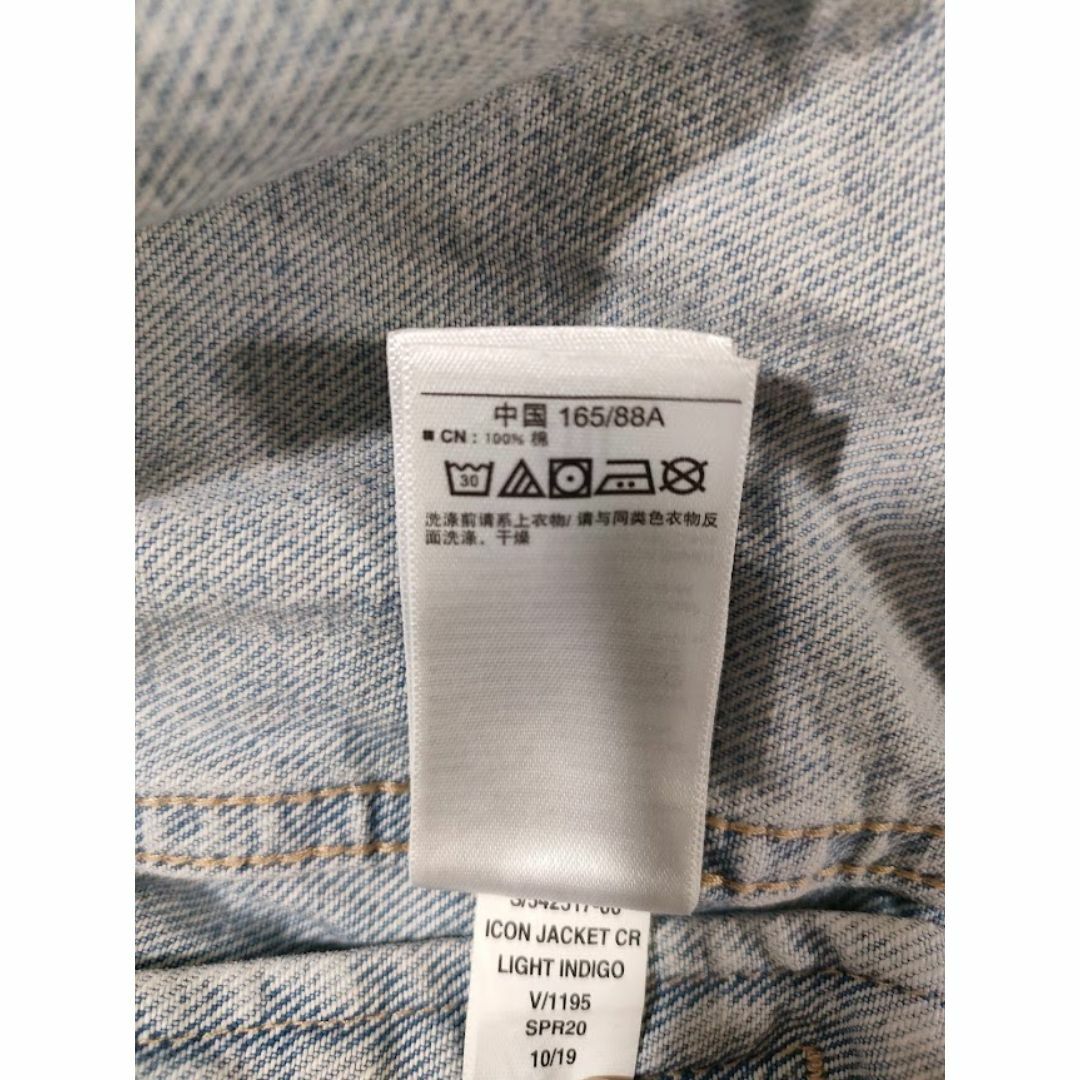 中国 165/88A
■ CN : 100% 棉
30
洗涤前请系上衣物/ 请与同类色衣物反
面洗涤、干燥
ICON JACKET CR
LIGHT INDIGO
V/1195
SPR20
10/19